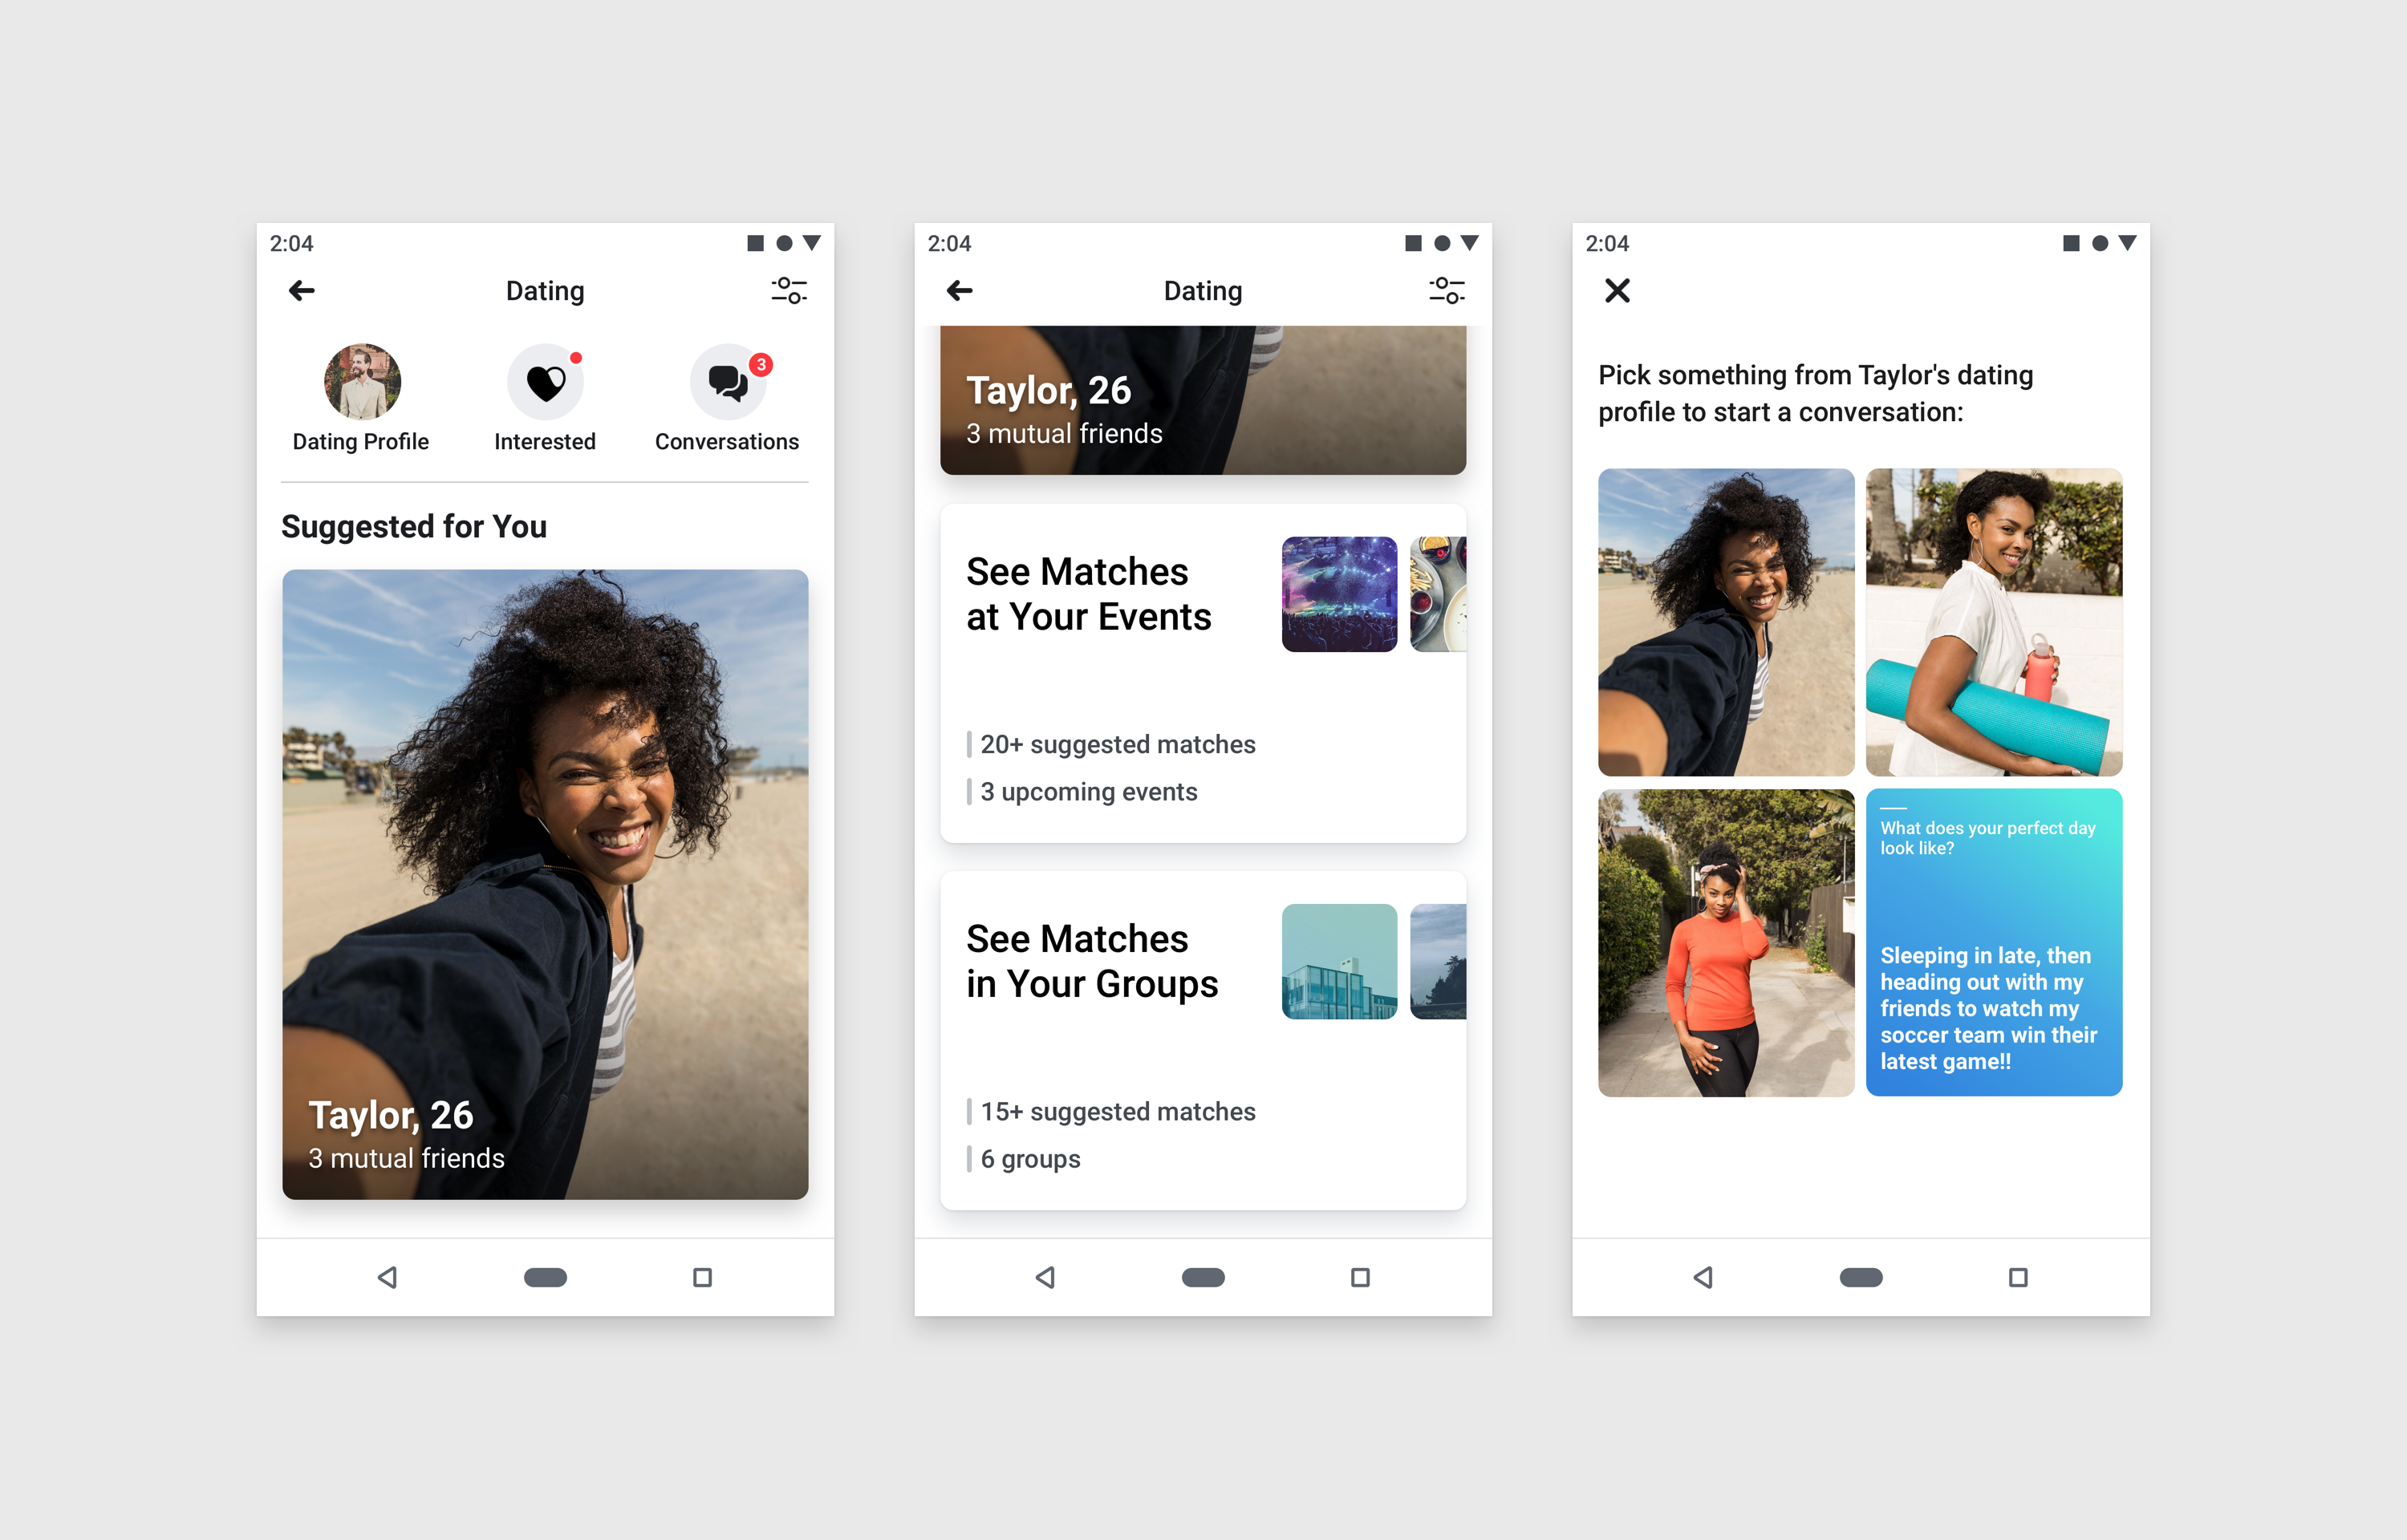 2:04
Dating
3
Dating Profile
Interested
Conversations
Suggested for You
Taylor, 26
3 mutual friends
2:04
Dating
Taylor, 26
3 mutual friends
See Matches
at Your Events
20+ suggested matches
3 upcoming events
See Matches
in Your Groups
15+ suggested matches
6 groups
2:04
Pick something from Taylor's dating
profile to start a conversation:
What does your perfect day
look like?
Sleeping in late, then
heading out with my
friends to watch my
soccer team win their
latest game!!